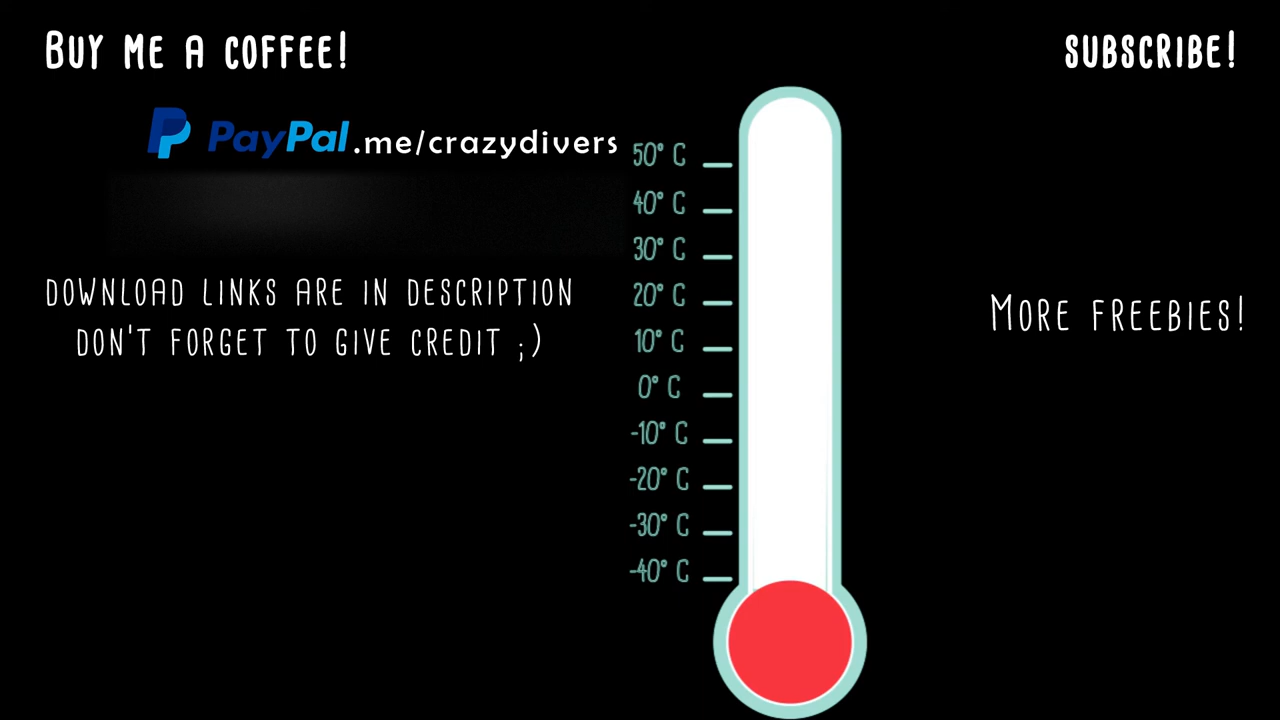 BUY ME A COFFEE!
SUBSCRIBE!
PayPal.me/crazydivers
DOWNLOAD LINKS ARE IN DESCRIPTION
DON'T FORGET TO GIVE CREDIT ;)
MORE FREEBIES!
50° C
40° C
30° C
20° C
10° C
0° C
-10° C
-20° C
-30° C
-40° C